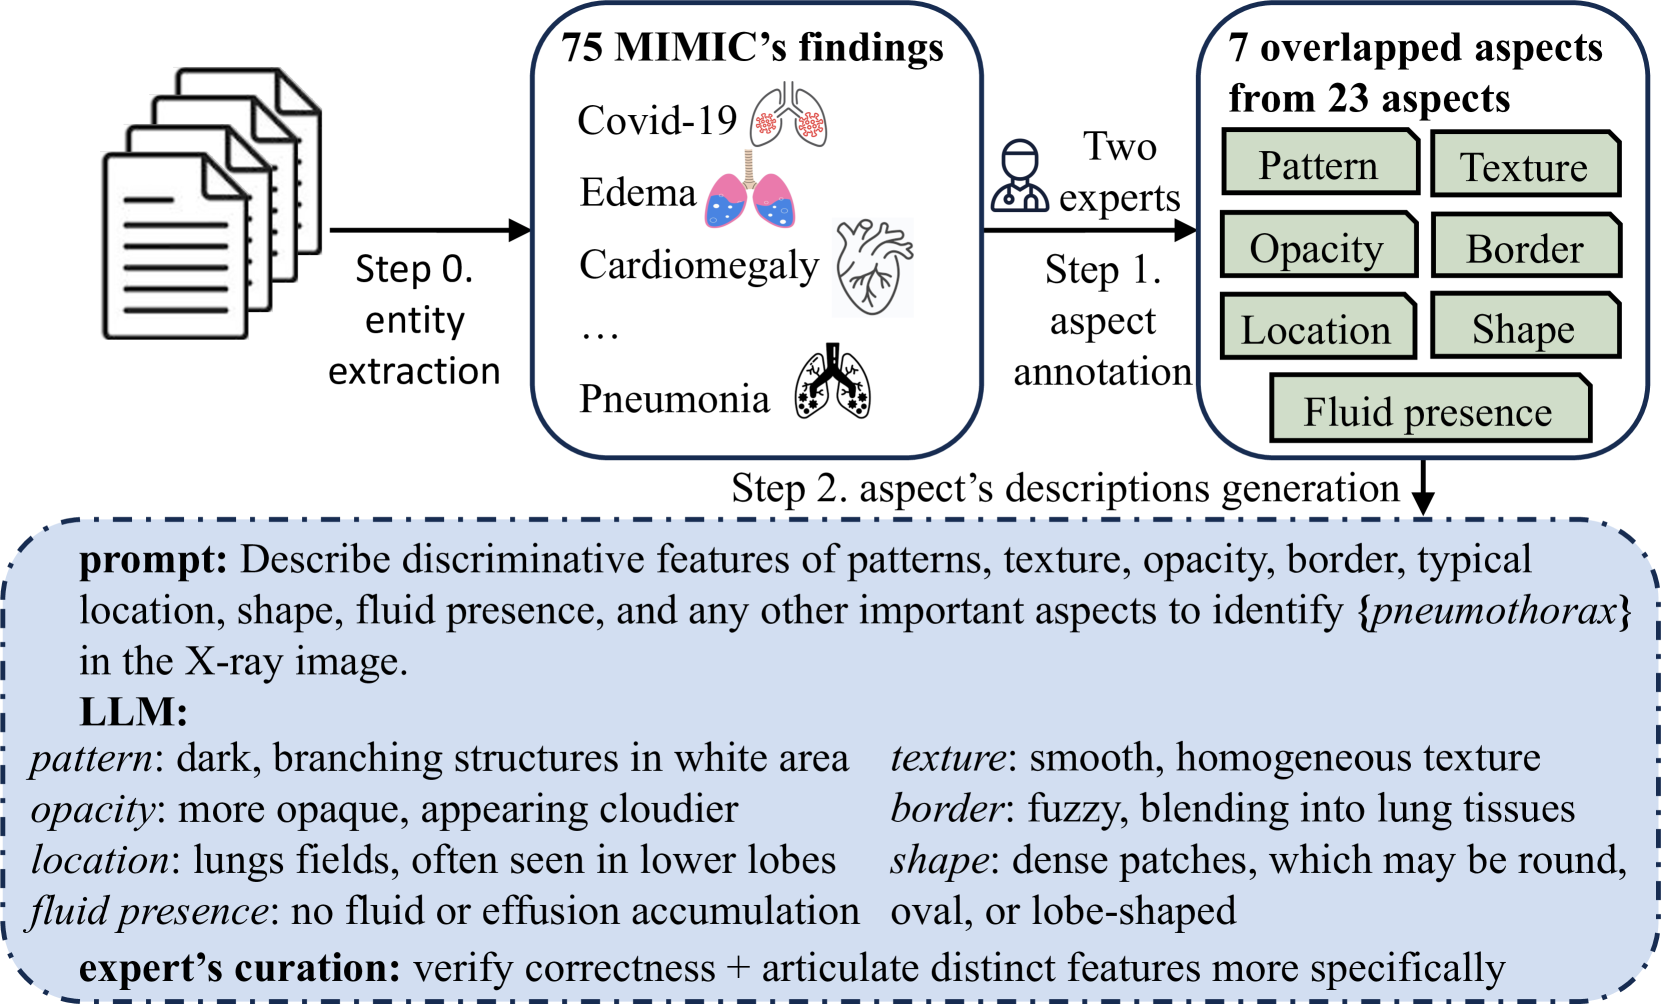 Step 0.
entity
extraction
75 MIMIC’s findings
Covid-19
Edema
Cardiomegaly
…
Pneumonia
Two
experts
Step 1.
aspect
annotation
7 overlapped aspects
from 23 aspects
Pattern
Texture
Opacity
Border
Location
Shape
Fluid presence
Step 2. aspect’s descriptions generation
prompt: Describe discriminative features of patterns, texture, opacity, border, typical
location, shape, fluid presence, and any other important aspects to identify {pneumothorax}
in the X-ray image.
LLM:
pattern: dark, branching structures in white area
opacity: more opaque, appearing cloudier
location: lungs fields, often seen in lower lobes
fluid presence: no fluid or effusion accumulation
texture: smooth, homogeneous texture
border: fuzzy, blending into lung tissues
shape: dense patches, which may be round,
oval, or lobe-shaped
expert’s curation: verify correctness + articulate distinct features more specifically